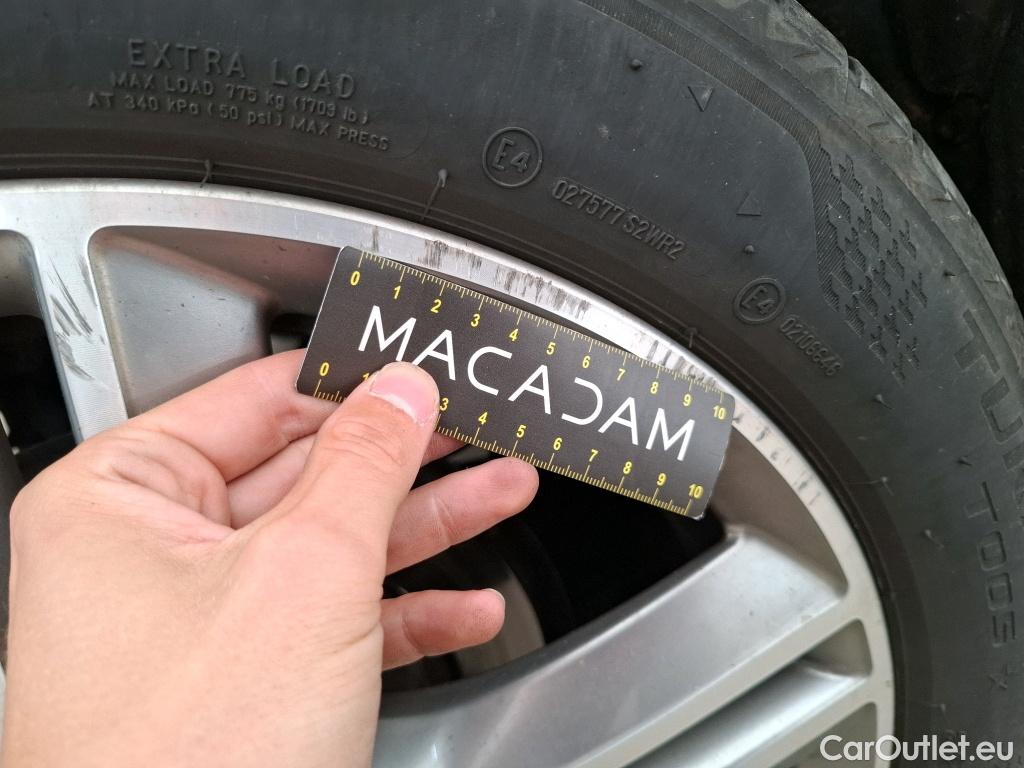 EXTRA LOAD
MAX LOAD 775 kg (1709 lb)
AT 340 kPa (50 psi) MAX PRESS
E4
027577 S2WR2
E4
0 1 2 3 4 5 6 7 8 9 10
MACADAM
0 1 3 4 5 6 7 8 9 10
T005
CarOutlet.eu